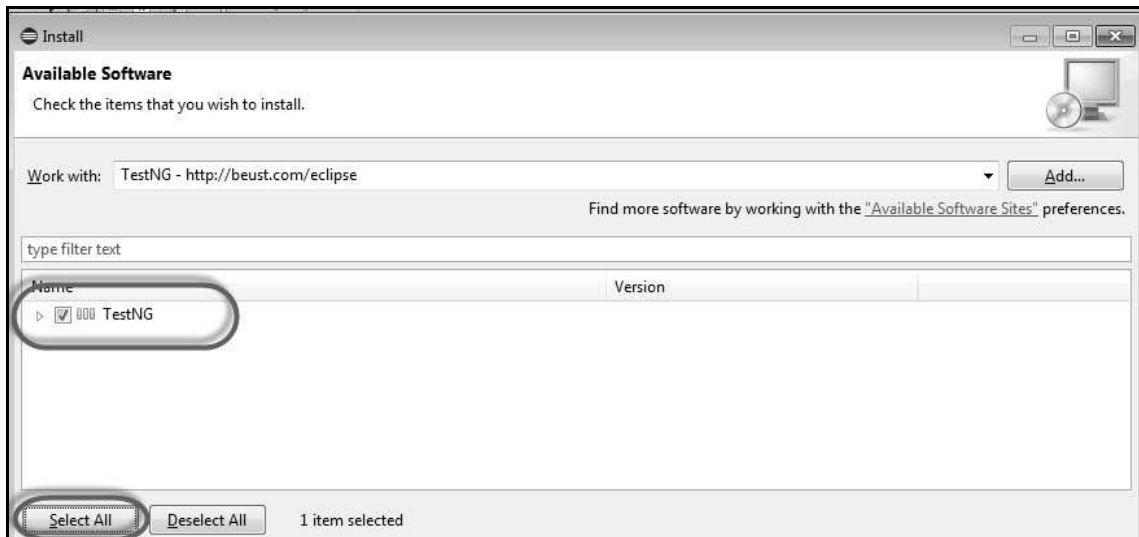 Install
Available Software
Check the items that you wish to install.
Work with: TestNG - http://beust.com/eclipse Add...
Find more software by working with the "Available Software Sites" preferences.
type filter text
Name Version
TestNG
Select All Deselect All 1 item selected